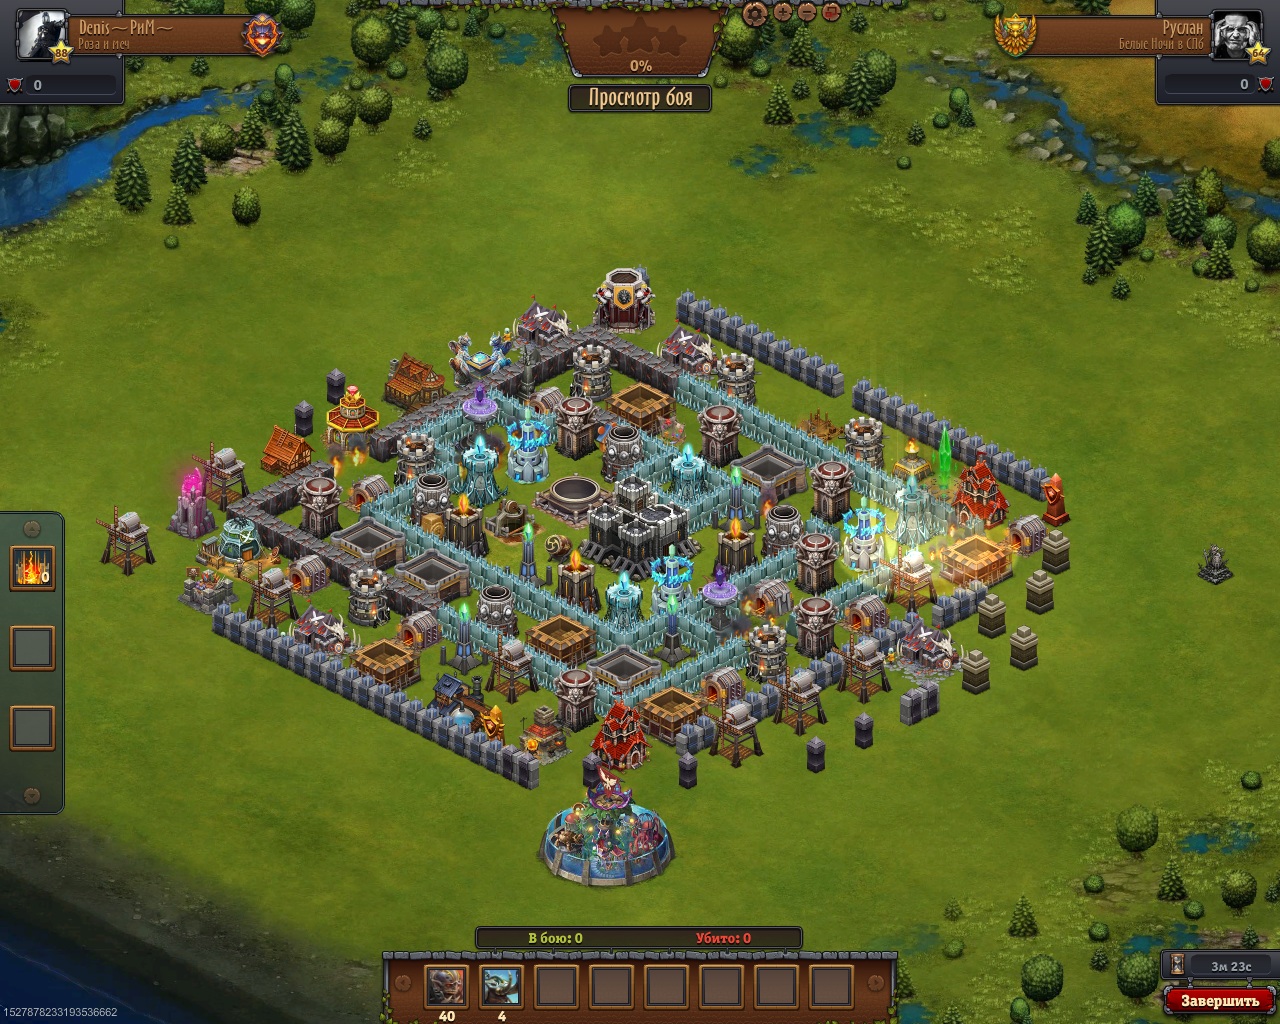 Denis~РиМ~
Роза и меч
88
0
0%
Просмотр боя
Руслан
Белые Ночи в СПб
64
0
0
В бою: 0
Убито: 0
40
4
3м 23с
Завершить
1527878233193536662